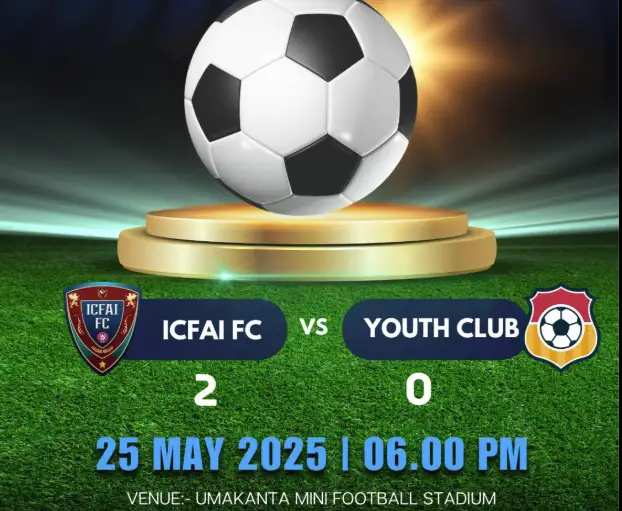 ICFAI
FC
ICFAI FC VS YOUTH CLUB
2 0
25 MAY 2025 | 06.00 PM
VENUE:- UMAKANTA MINI FOOTBALL STADIUM